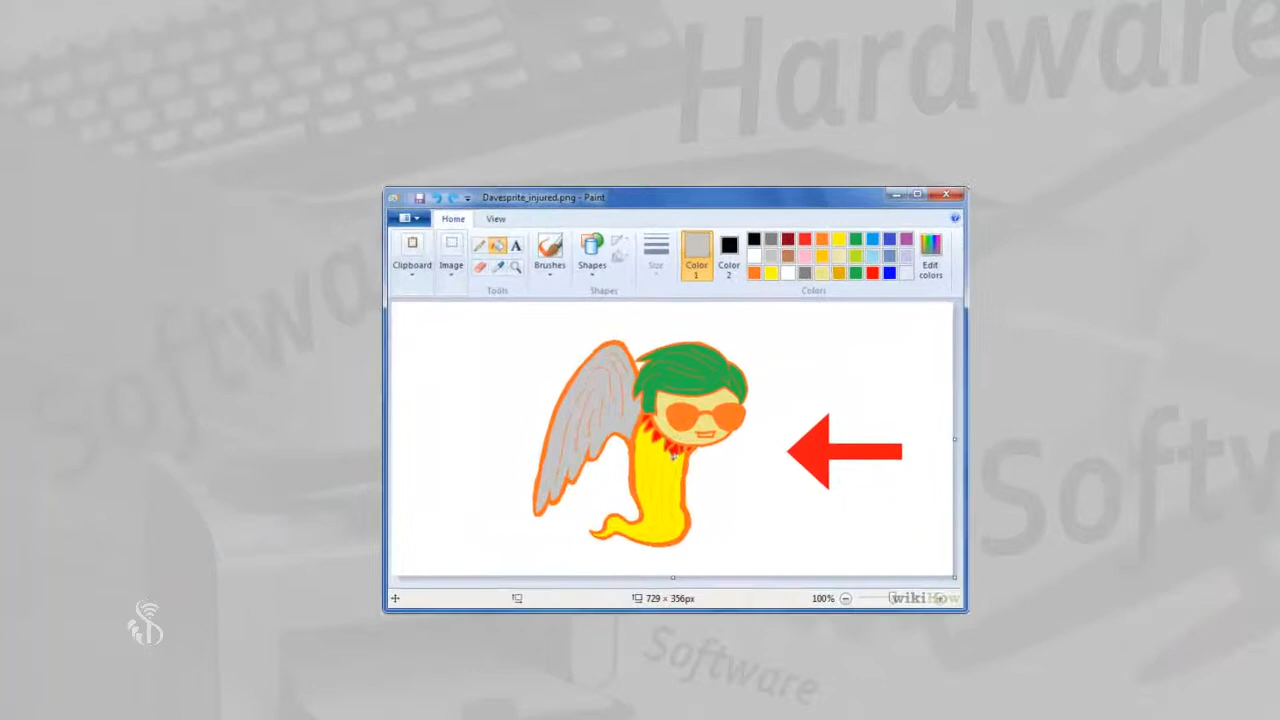 Hardware
Software
Davesprite_injured.png - Paint
Home View
Clipboard Image A Brushes Shapes Size Color 1 Color 2 Edit colors
Tools Shapes Colors
Softw
729 × 356px 100% wikiHow
Software